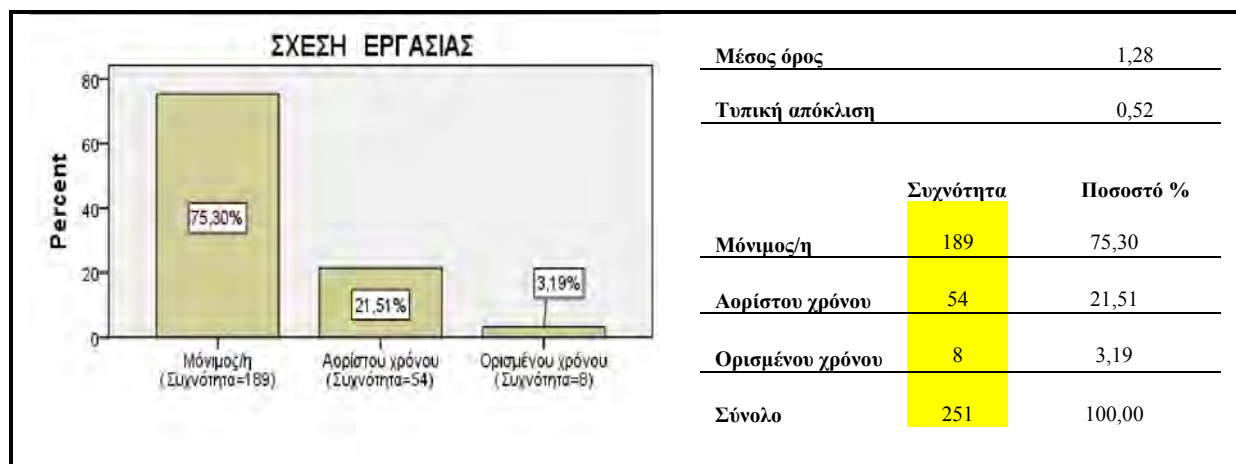 ΣΧΕΣΗ ΕΡΓΑΣΙΑΣ
Percent
80
60
40
20
0
75,30%
21,51%
3,19%
Μόνιμος/η
(Συχνότητα=189)
Αορίστου χρόνου
(Συχνότητα=54)
Ορισμένου χρόνου
(Συχνότητα=8)
Μέσος όρος 1,28
Τυπική απόκλιση 0,52
Συχνότητα Ποσοστό %
Μόνιμος/η 189 75,30
Αορίστου χρόνου 54 21,51
Ορισμένου χρόνου 8 3,19
Σύνολο 251 100,00